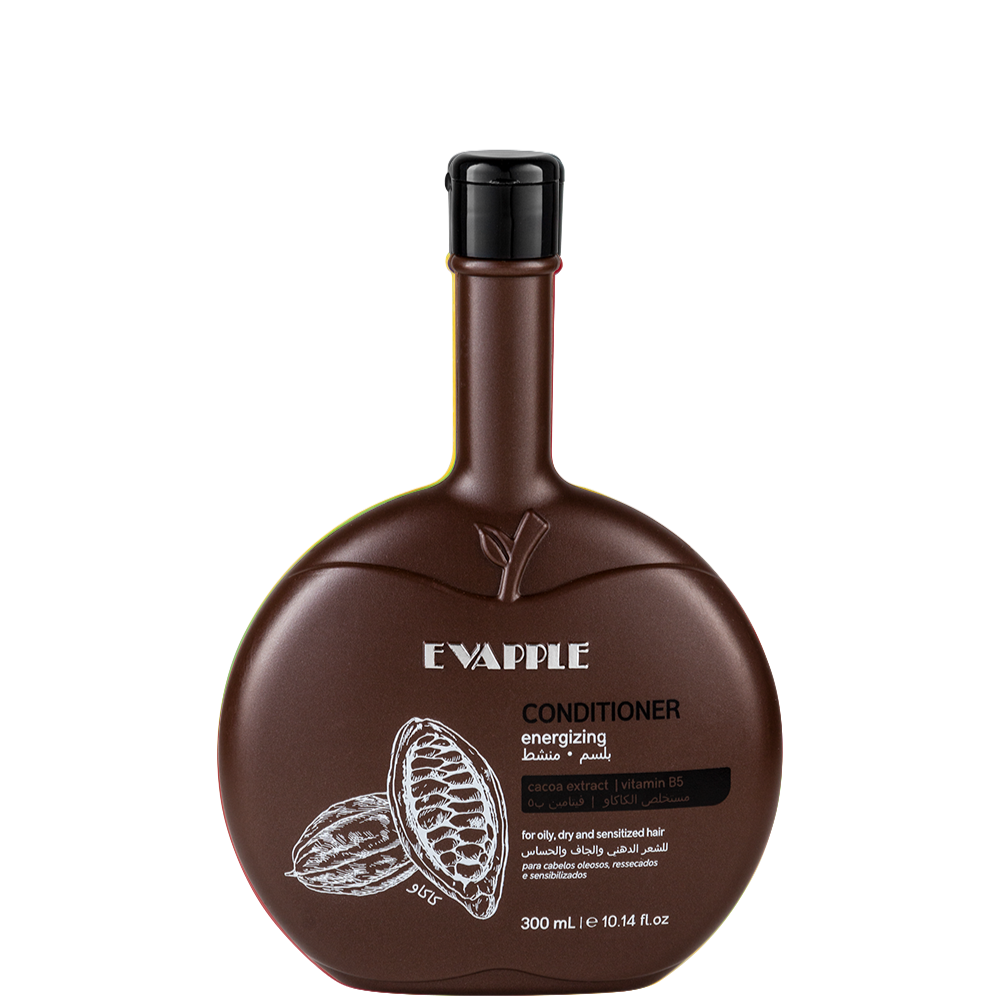 EVAPPLE
CONDITIONER
energizing
بلسم • منشط
cacoa extract | vitamin B5
مستخلص الكاكاو | فيتامين ب٥
for oily, dry and sensitized hair
للشعر الدهني والجاف والحساس
para cabelos oleosos, ressecados
e sensibilizados
كاكاو
300 mL | ℮ 10.14 fl.oz